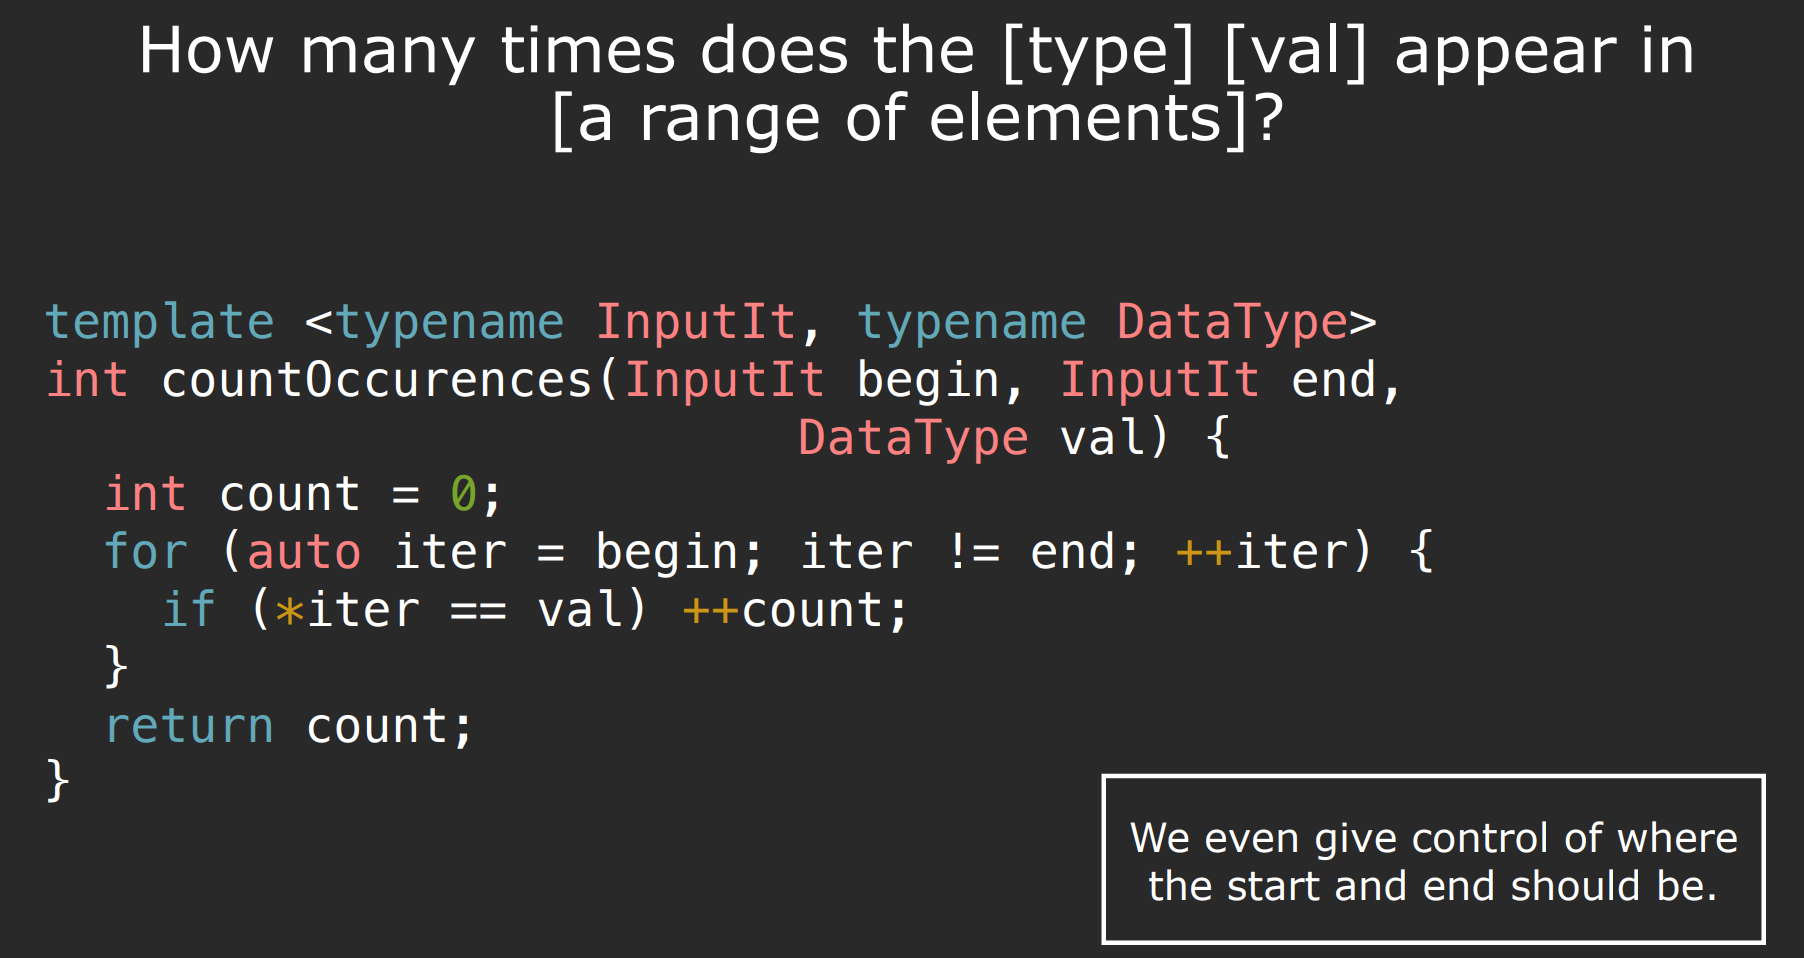 How many times does the [type] [val] appear in
[a range of elements]?
template <typename InputIt, typename DataType>
int countOccurences(InputIt begin, InputIt end,
                          DataType val) {
  int count = 0;
  for (auto iter = begin; iter != end; ++iter) {
    if (*iter == val) ++count;
  }
  return count;
}
We even give control of where
the start and end should be.